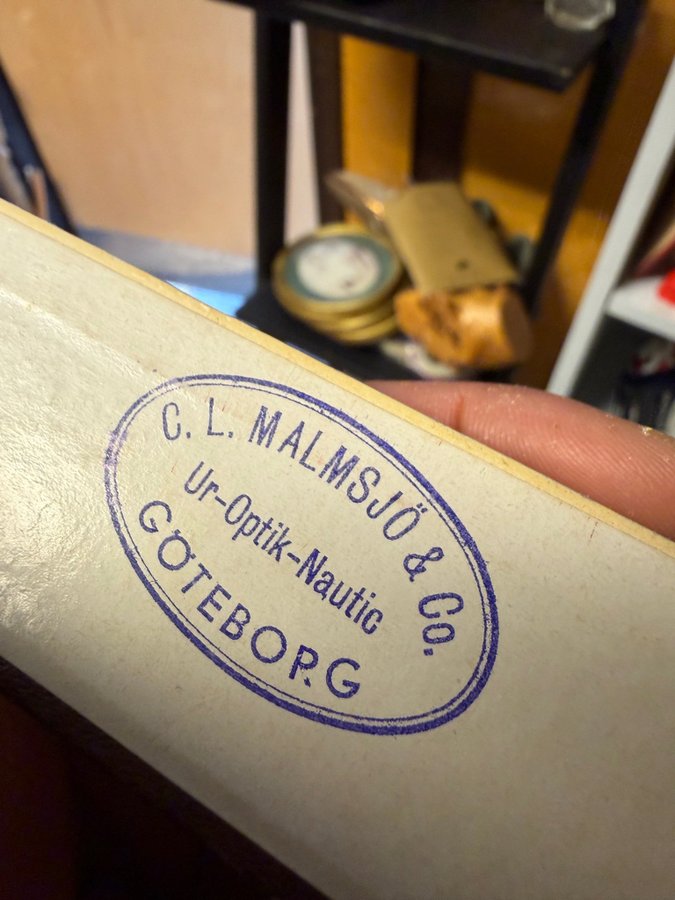 C. L. MALMSJÖ & Co.
Ur-Optik-Nautic
GÖTEBORG